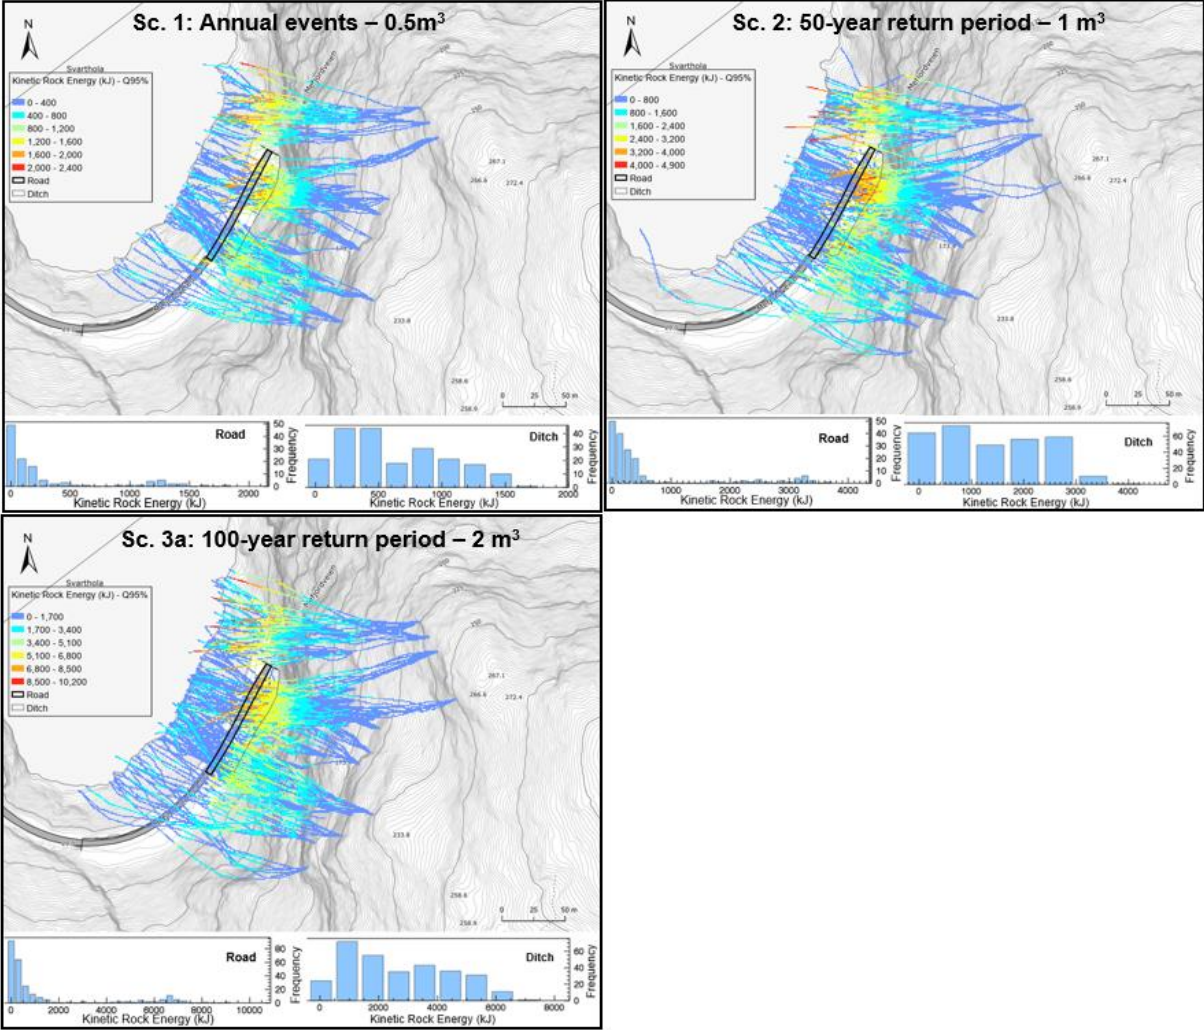 Sc. 1: Annual events – 0.5m³
N
Svarthola
Kinetic Rock Energy (kJ) - Q95%
0 - 400
400 - 800
800 - 1,200
1,200 - 1,600
1,600 - 2,000
2,000 - 2,400
Road
Ditch
250
267.1
266.6
272.4
233.8
258.6
258.6
0 25 50 m
Road
Frequency
50
40
30
20
10
0
0 500 1000 1500 2000
Kinetic Rock Energy (kJ)
Ditch
Frequency
40
30
20
10
0
0 500 1000 1500 2000
Kinetic Rock Energy (kJ)
Sc. 2: 50-year return period – 1 m³
N
Svarthola
Kinetic Rock Energy (kJ) - Q95%
0 - 800
800 - 1,600
1,600 - 2,400
2,400 - 3,200
3,200 - 4,000
4,000 - 4,900
Road
Ditch
250
267.1
266.6
272.4
233.8
258.6
258.6
0 25 50 m
Road
Frequency
50
40
30
20
10
0
0 1000 2000 3000 4000
Kinetic Rock Energy (kJ)
Ditch
Frequency
60
40
20
0
0 1000 2000 3000 4000
Kinetic Rock Energy (kJ)
Sc. 3a: 100-year return period – 2 m³
N
Svarthola
Kinetic Rock Energy (kJ) - Q95%
0 - 1,700
1,700 - 3,400
3,400 - 5,100
5,100 - 6,800
6,800 - 8,500
8,500 - 10,200
Road
Ditch
250
267.1
266.6
272.4
233.8
258.6
258.6
0 25 50 m
Road
Frequency
80
60
40
20
0
0 2000 4000 6000 8000 10000
Kinetic Rock Energy (kJ)
Ditch
Frequency
60
40
20
0
0 2000 4000 6000 8000
Kinetic Rock Energy (kJ)